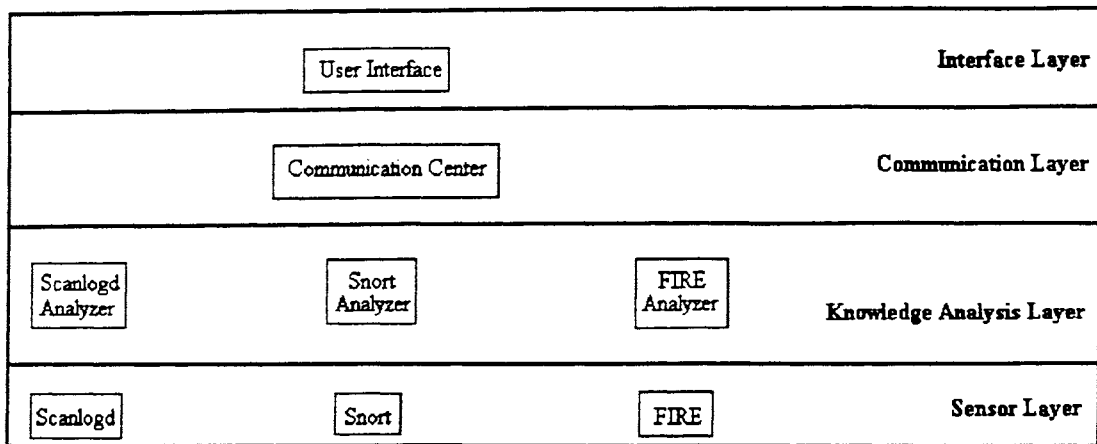 User Interface
Interface Layer
Communication Center
Communication Layer
Scanlogd
Analyzer
Snort
Analyzer
FIRE
Analyzer
Knowledge Analysis Layer
Scanlogd
Snort
FIRE
Sensor Layer